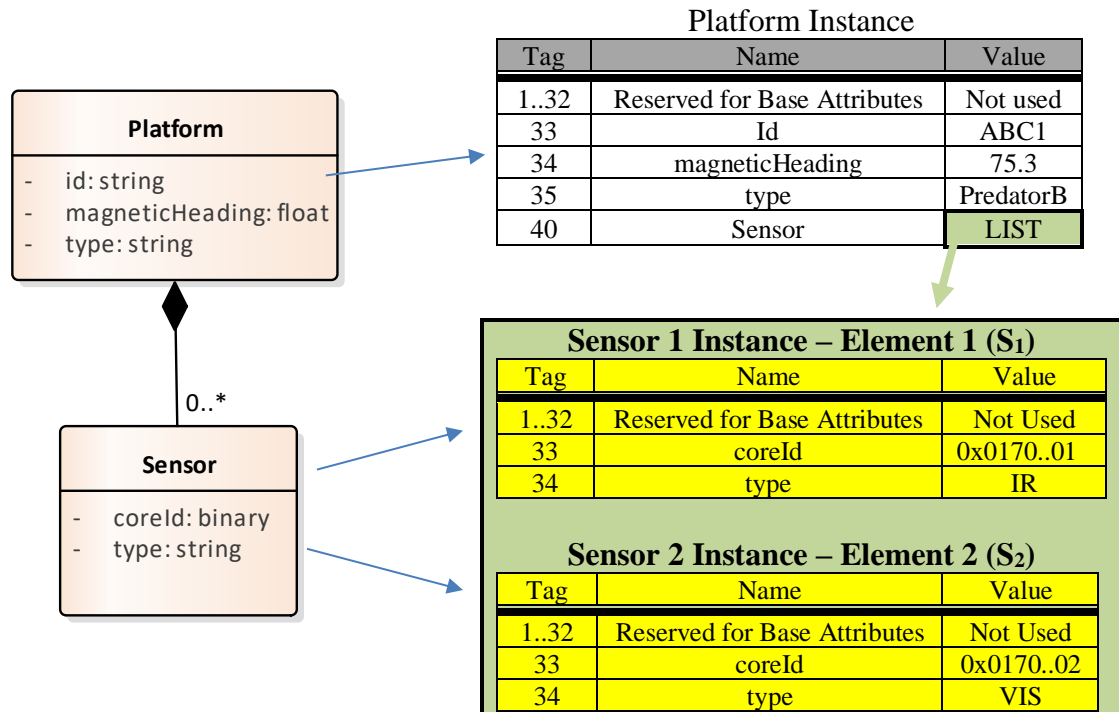 Platform
- id: string
- magneticHeading: float
- type: string
0..*
Sensor
- coreId: binary
- type: string
Platform Instance
Tag Name Value
1..32 Reserved for Base Attributes Not used
33 Id ABC1
34 magneticHeading 75.3
35 type PredatorB
40 Sensor LIST
Sensor 1 Instance – Element 1 (S₁)
Tag Name Value
1..32 Reserved for Base Attributes Not Used
33 coreId 0x0170..01
34 type IR
Sensor 2 Instance – Element 2 (S₂)
Tag Name Value
1..32 Reserved for Base Attributes Not Used
33 coreId 0x0170..02
34 type VIS